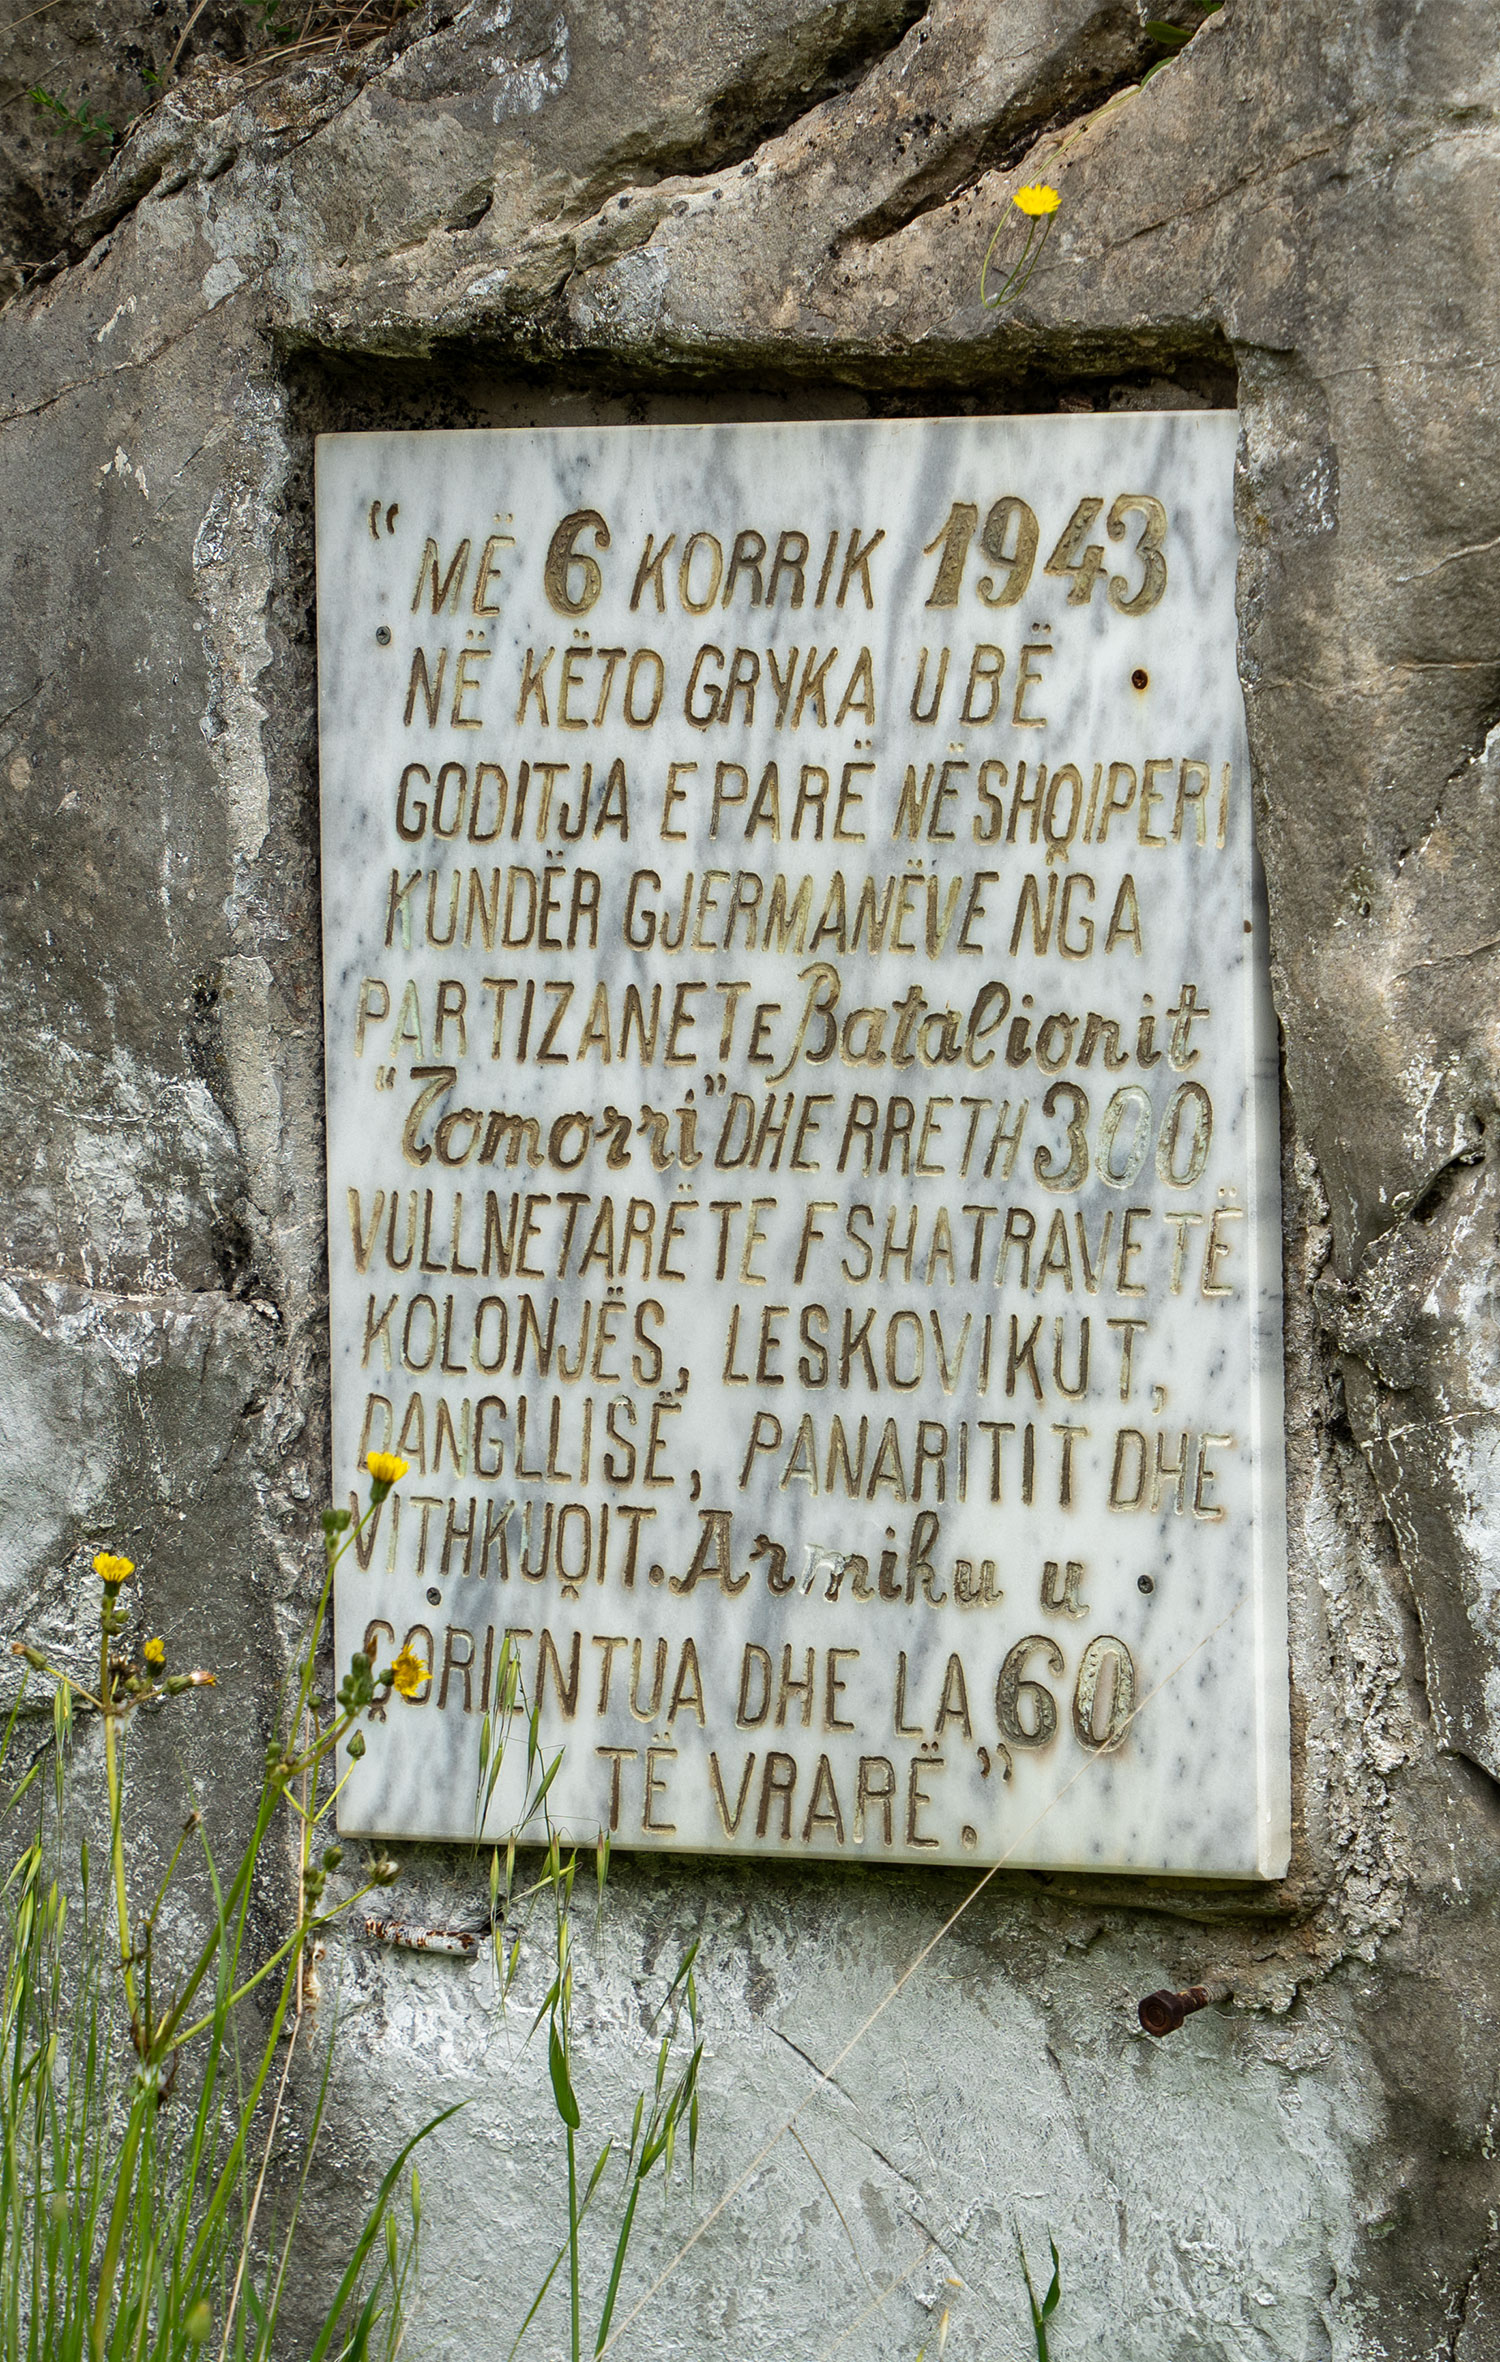 “MË 6 KORRIK 1943
NË KËTO GRYKA U BË
GODITJA E PARË NË SHQIPERI
KUNDËR GJERMANËVE NGA
PARTIZANET E Batalionit
“Tomorri” DHE RRETH 300
VULLNETARË TE FSHATRAVE TË
KOLONJËS, LESKOVIKUT,
DANGLLISË, PANARITIT DHE
VITHKUQIT. Armiku u
ÇORIENTUA DHE LA 60
TË VRARË.”